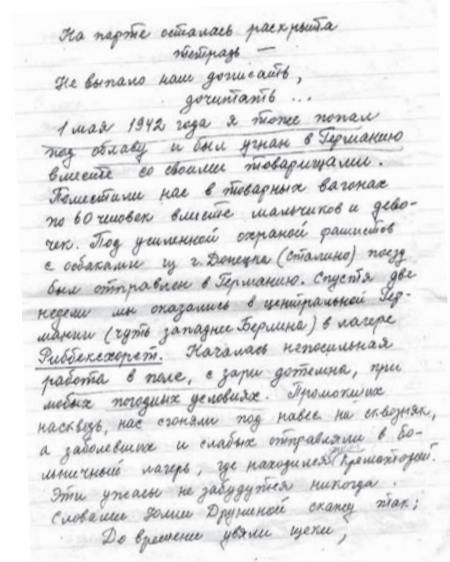 На парте осталась раскрыта
тетрадь —
Не выпало нам дописать,
дочитать ...
1 мая 1942 года я тоже попал
под облаву и был угнан в Германию
вместе со своими товарищами.
Поместили нас в товарных вагонах
по 60 человек вместе мальчиков и дево-
чек. Под усиленной охраной фашистов
с собаками из г. Донецка (Сталино) поезд
был отправлен в Германию. Спустя две
недели мы оказались в центральной Гер-
мании (чуть западнее Берлина) в лагере
Риббексхорст. Началась непосильная
работа в поле, с зари дотемна, при
любых погодных условиях. Промокших
насквозь, нас сгоняли под навес на сквозняк,
а заболевших и слабых отправляли в бо-
льничный лагерь, где находился крематорий.
Эти ужасы не забудутся никогда.
Словами Юлии Друниной скажу так:
До времени увяли щеки,